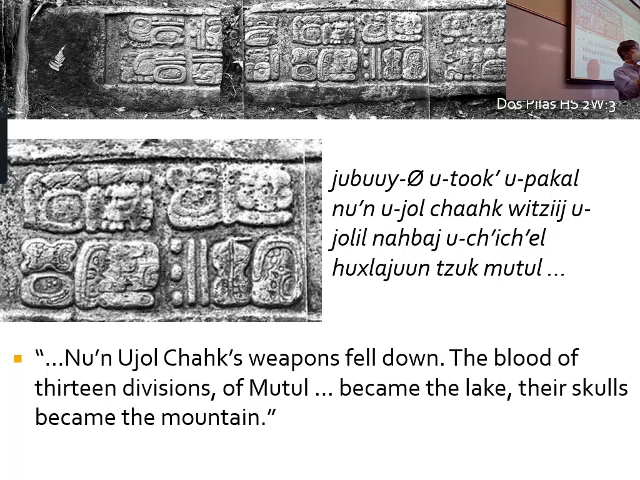 Dos Pilas HS 2W:3
jubuuy-Ø u-took’ u-pakal
nu’n u-jol chaahk witziij u-
jolil nahbaj u-ch’ich’el
huxlajuun tzuk mutul ...
“...Nu’n Ujol Chahk’s weapons fell down. The blood of
thirteen divisions, of Mutul ... became the lake, their skulls
became the mountain.”